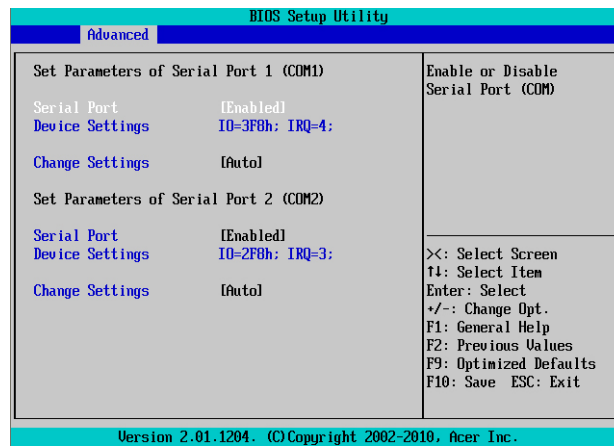 BIOS Setup Utility
Advanced
Set Parameters of Serial Port 1 (COM1)
Serial Port [Enabled]
Device Settings IO=3F8h; IRQ=4;
Change Settings [Auto]
Set Parameters of Serial Port 2 (COM2)
Serial Port [Enabled]
Device Settings IO=2F8h; IRQ=3;
Change Settings [Auto]
Enable or Disable
Serial Port (COM)
><: Select Screen
↑↓: Select Item
Enter: Select
+/-: Change Opt.
F1: General Help
F2: Previous Values
F9: Optimized Defaults
F10: Save ESC: Exit
Version 2.01.1204. (C)Copyright 2002-2010, Acer Inc.